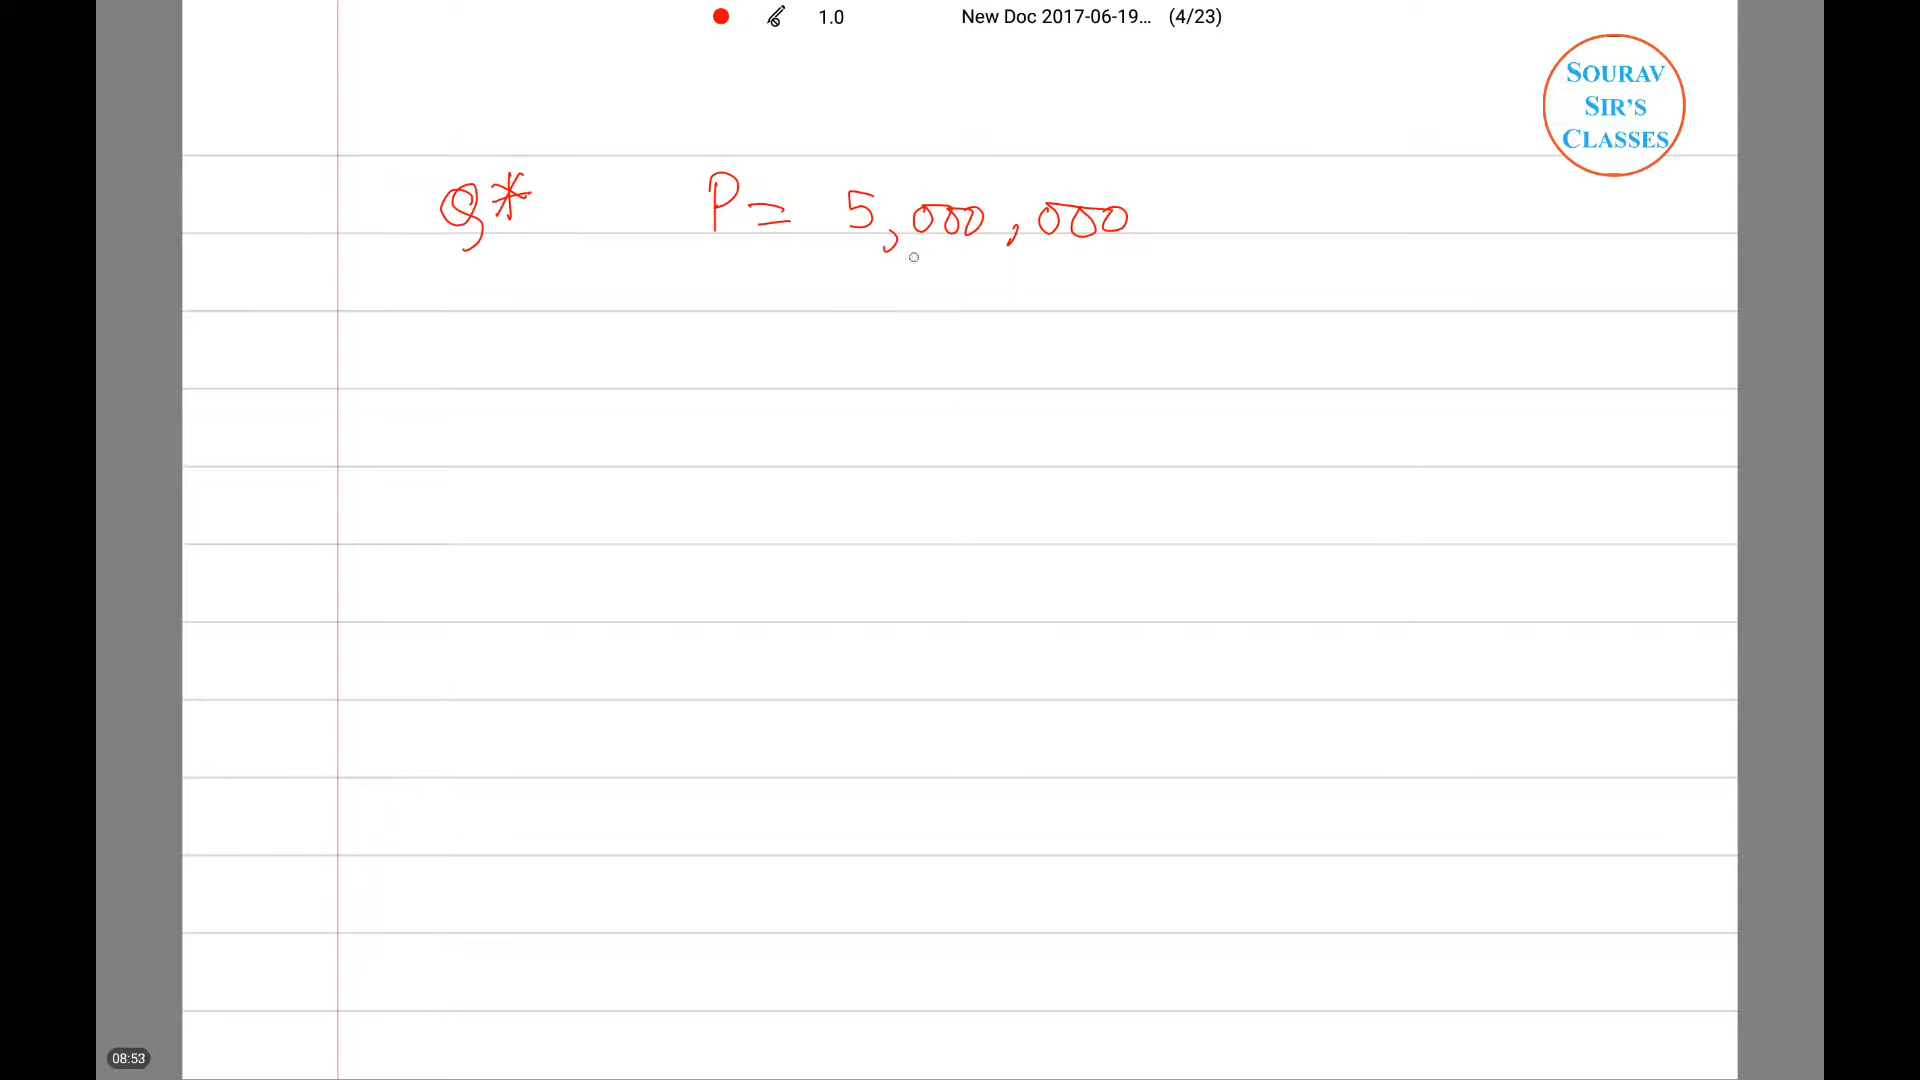 1.0 New Doc 2017-06-19... (4/23)
SOURAV
SIR'S
CLASSES
Q* P = 5,000,000
08:53